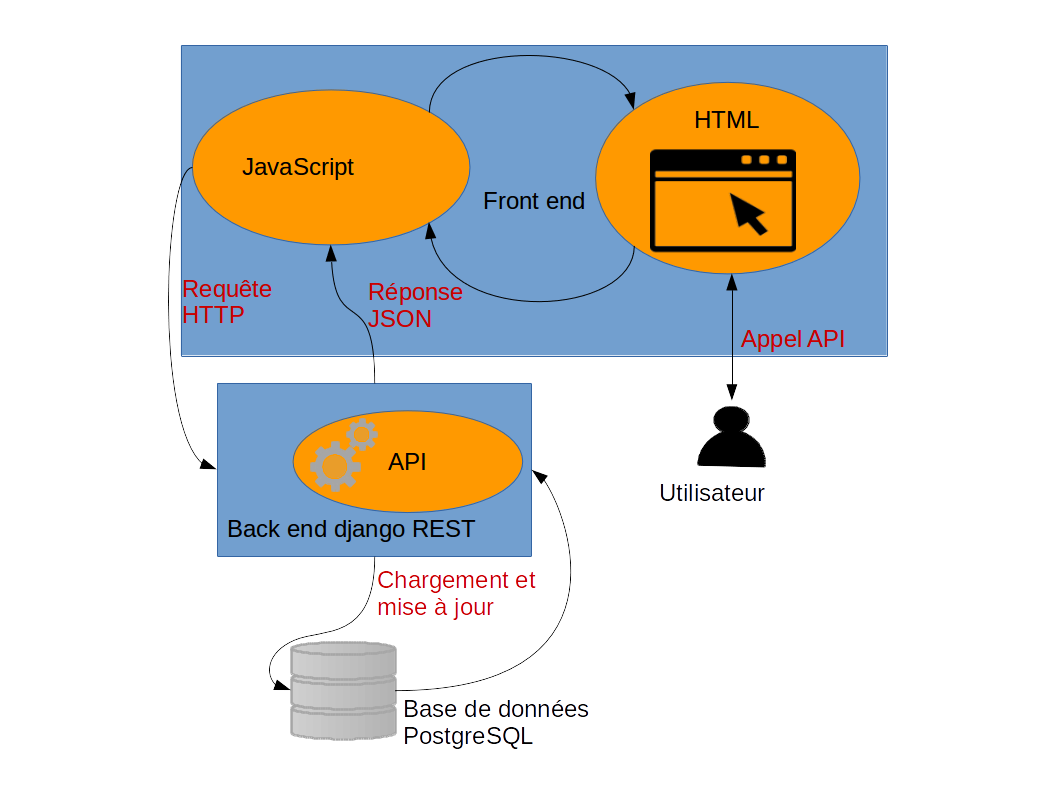 HTML
JavaScript
Front end
Requête
HTTP
Réponse
JSON
Appel API
API
Back end django REST
Utilisateur
Chargement et
mise à jour
Base de données
PostgreSQL